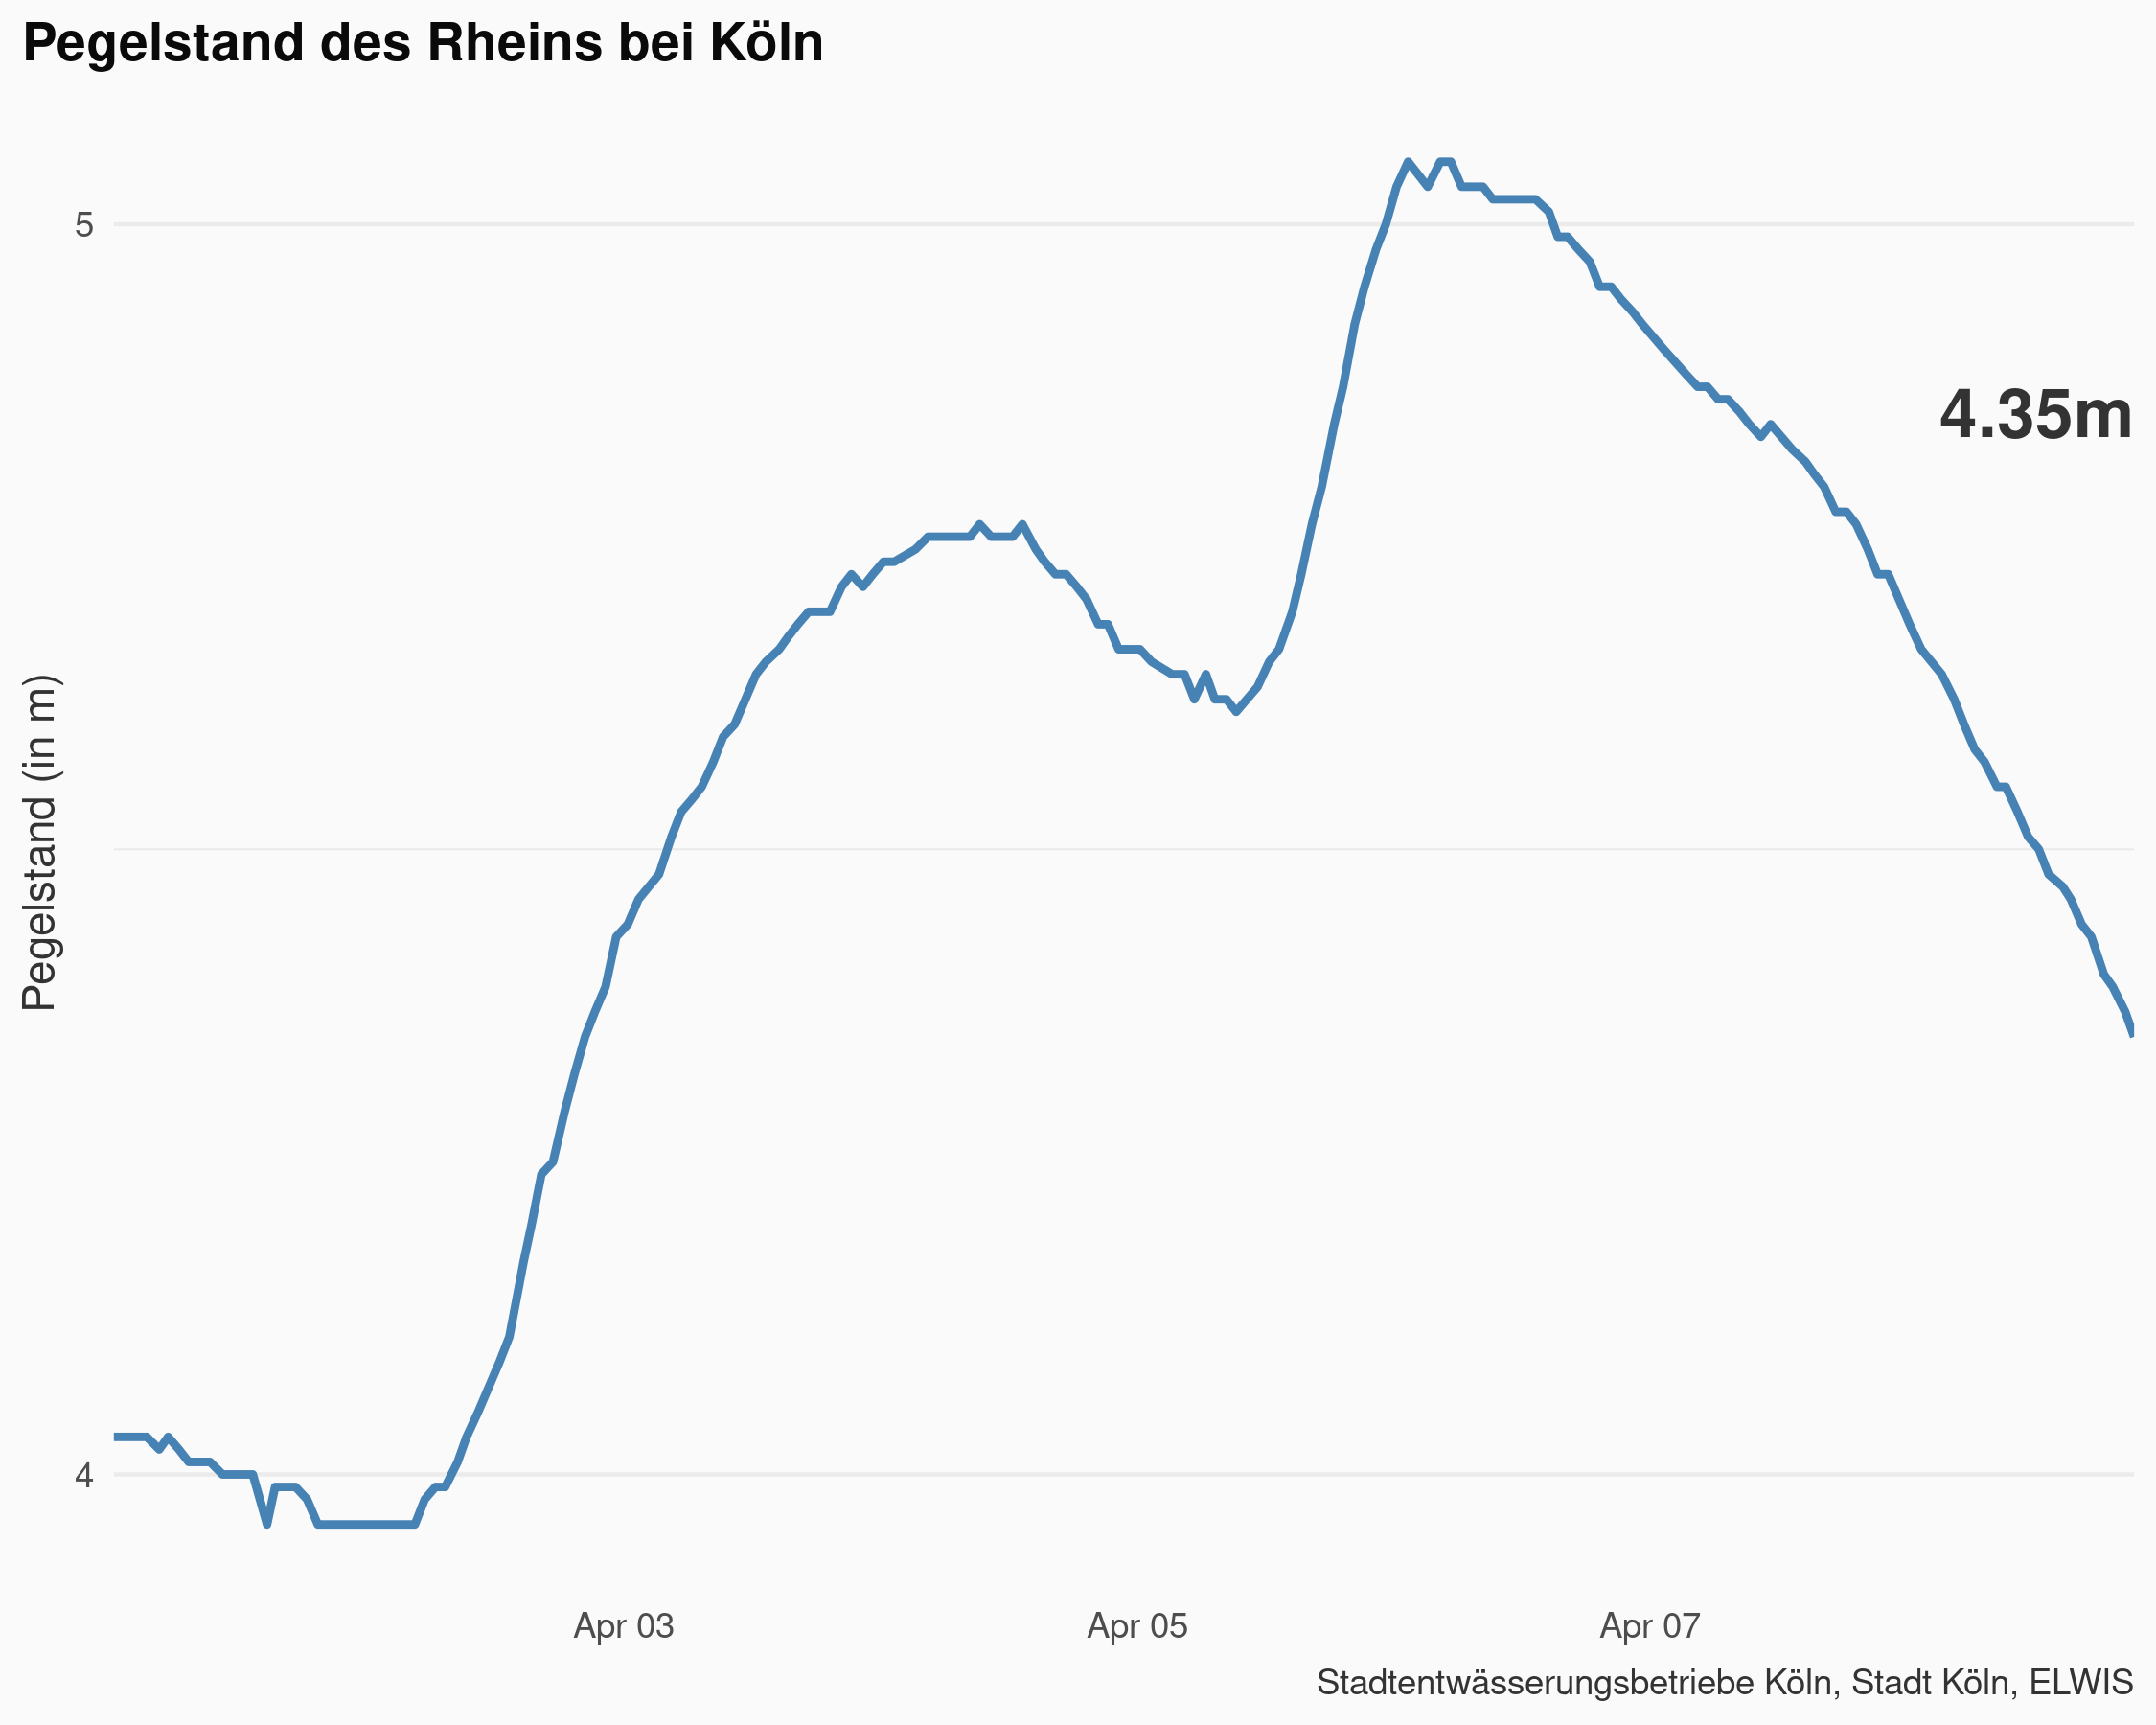 Pegelstand des Rheins bei Köln
5
4.35m
Pegelstand (in m)
4
Apr 03 Apr 05 Apr 07
Stadtentwässerungsbetriebe Köln, Stadt Köln, ELWIS